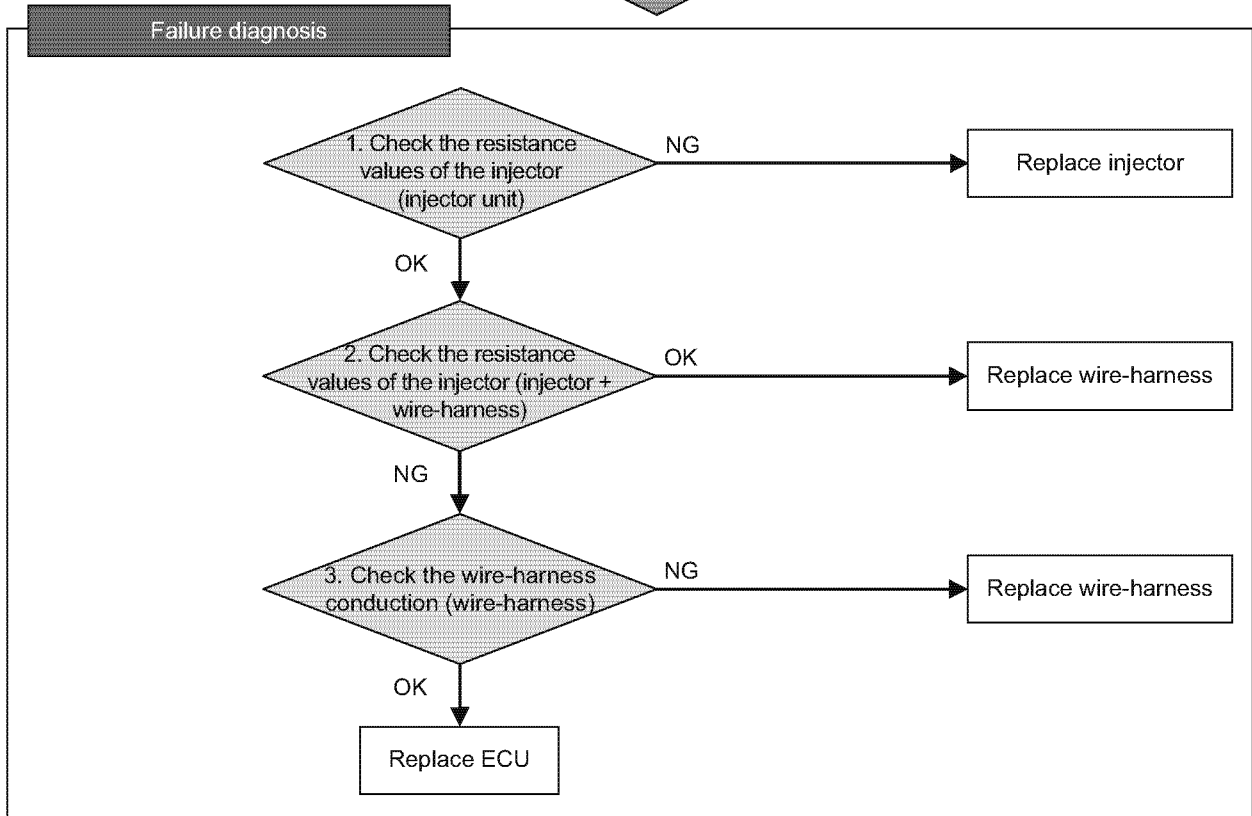 Failure diagnosis
1. Check the resistance
values of the injector
(injector unit)
NG
Replace injector
OK
2. Check the resistance
values of the injector (injector +
wire-harness)
OK
Replace wire-harness
NG
3. Check the wire-harness
conduction (wire-harness)
NG
Replace wire-harness
OK
Replace ECU